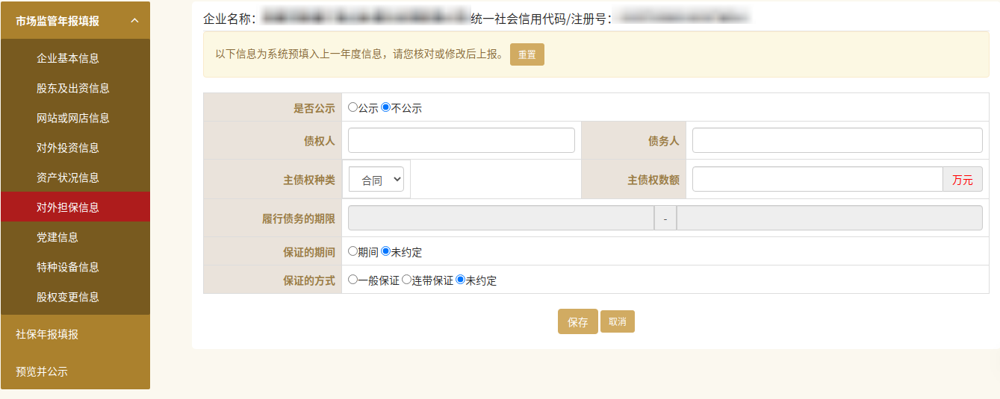 市场监管年报填报
企业基本信息
股东及出资信息
网站或网店信息
对外投资信息
资产状况信息
对外担保信息
党建信息
特种设备信息
股权变更信息
社保年报填报
预览并公示
企业名称： 统一社会信用代码/注册号：
以下信息为系统预填入上一年度信息，请您核对或修改后上报。 重置
是否公示 公示 不公示
债权人 债务人
主债权种类 合同 主债权数额 万元
履行债务的期限 -
保证的期间 期间 未约定
保证的方式 一般保证 连带保证 未约定
保存 取消